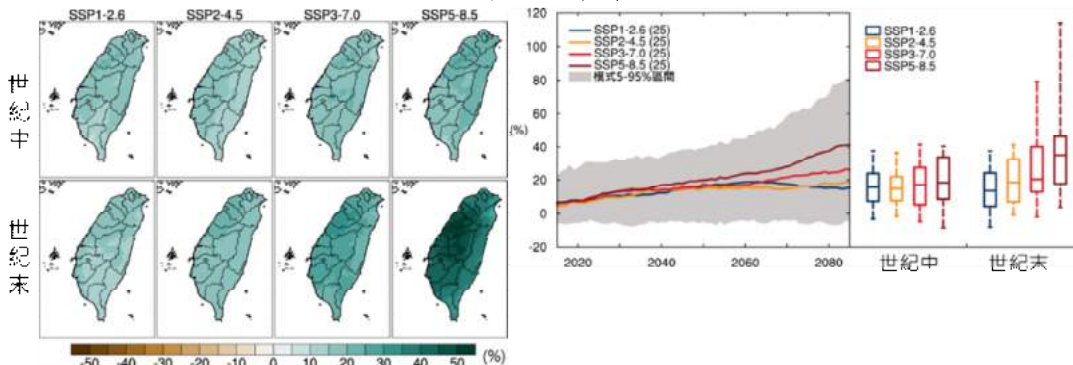 SSP1-2.6 SSP2-4.5 SSP3-7.0 SSP5-8.5
世紀中
世紀末
-50 -40 -30 -20 -10 0 10 20 30 40 50 (%)
120
100
80
60
40
20
0
-20
(%)
SSP1-2.6 (25)
SSP2-4.5 (25)
SSP3-7.0 (25)
SSP5-8.5 (25)
模式5-95%區間
2020 2040 2060 2080
SSP1-2.6
SSP2-4.5
SSP3-7.0
SSP5-8.5
世紀中 世紀末